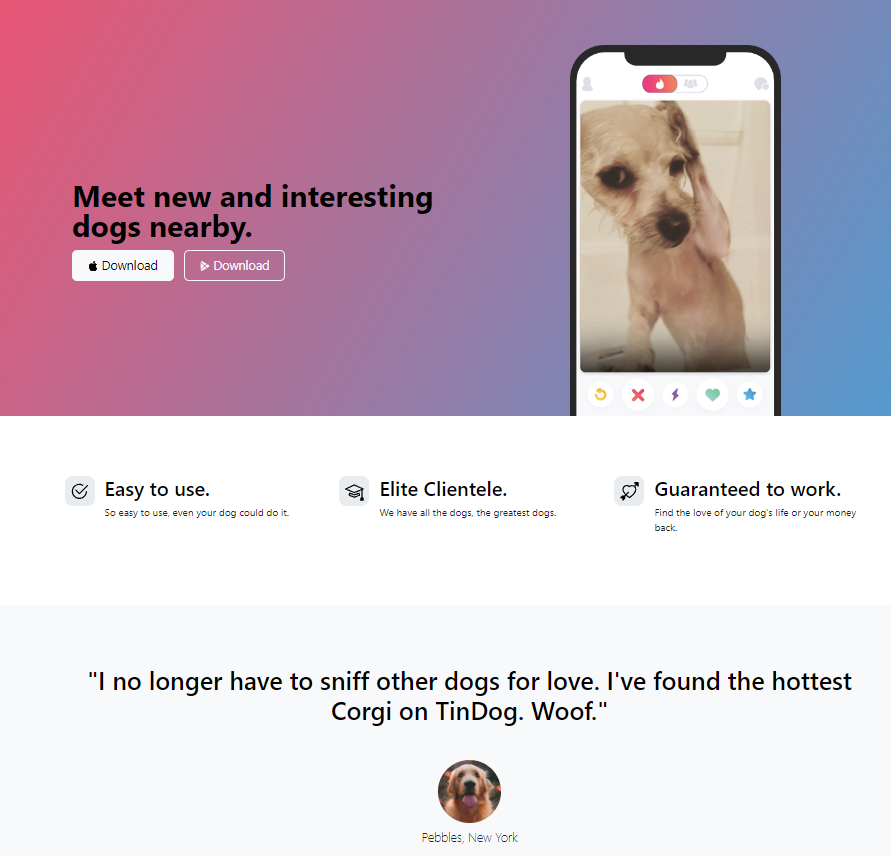 Meet new and interesting
dogs nearby.
Download
Download
Easy to use.
So easy to use, even your dog could do it.
Elite Clientele.
We have all the dogs, the greatest dogs.
Guaranteed to work.
Find the love of your dog's life or your money
back.
"I no longer have to sniff other dogs for love. I've found the hottest
Corgi on TinDog. Woof."
Pebbles, New York